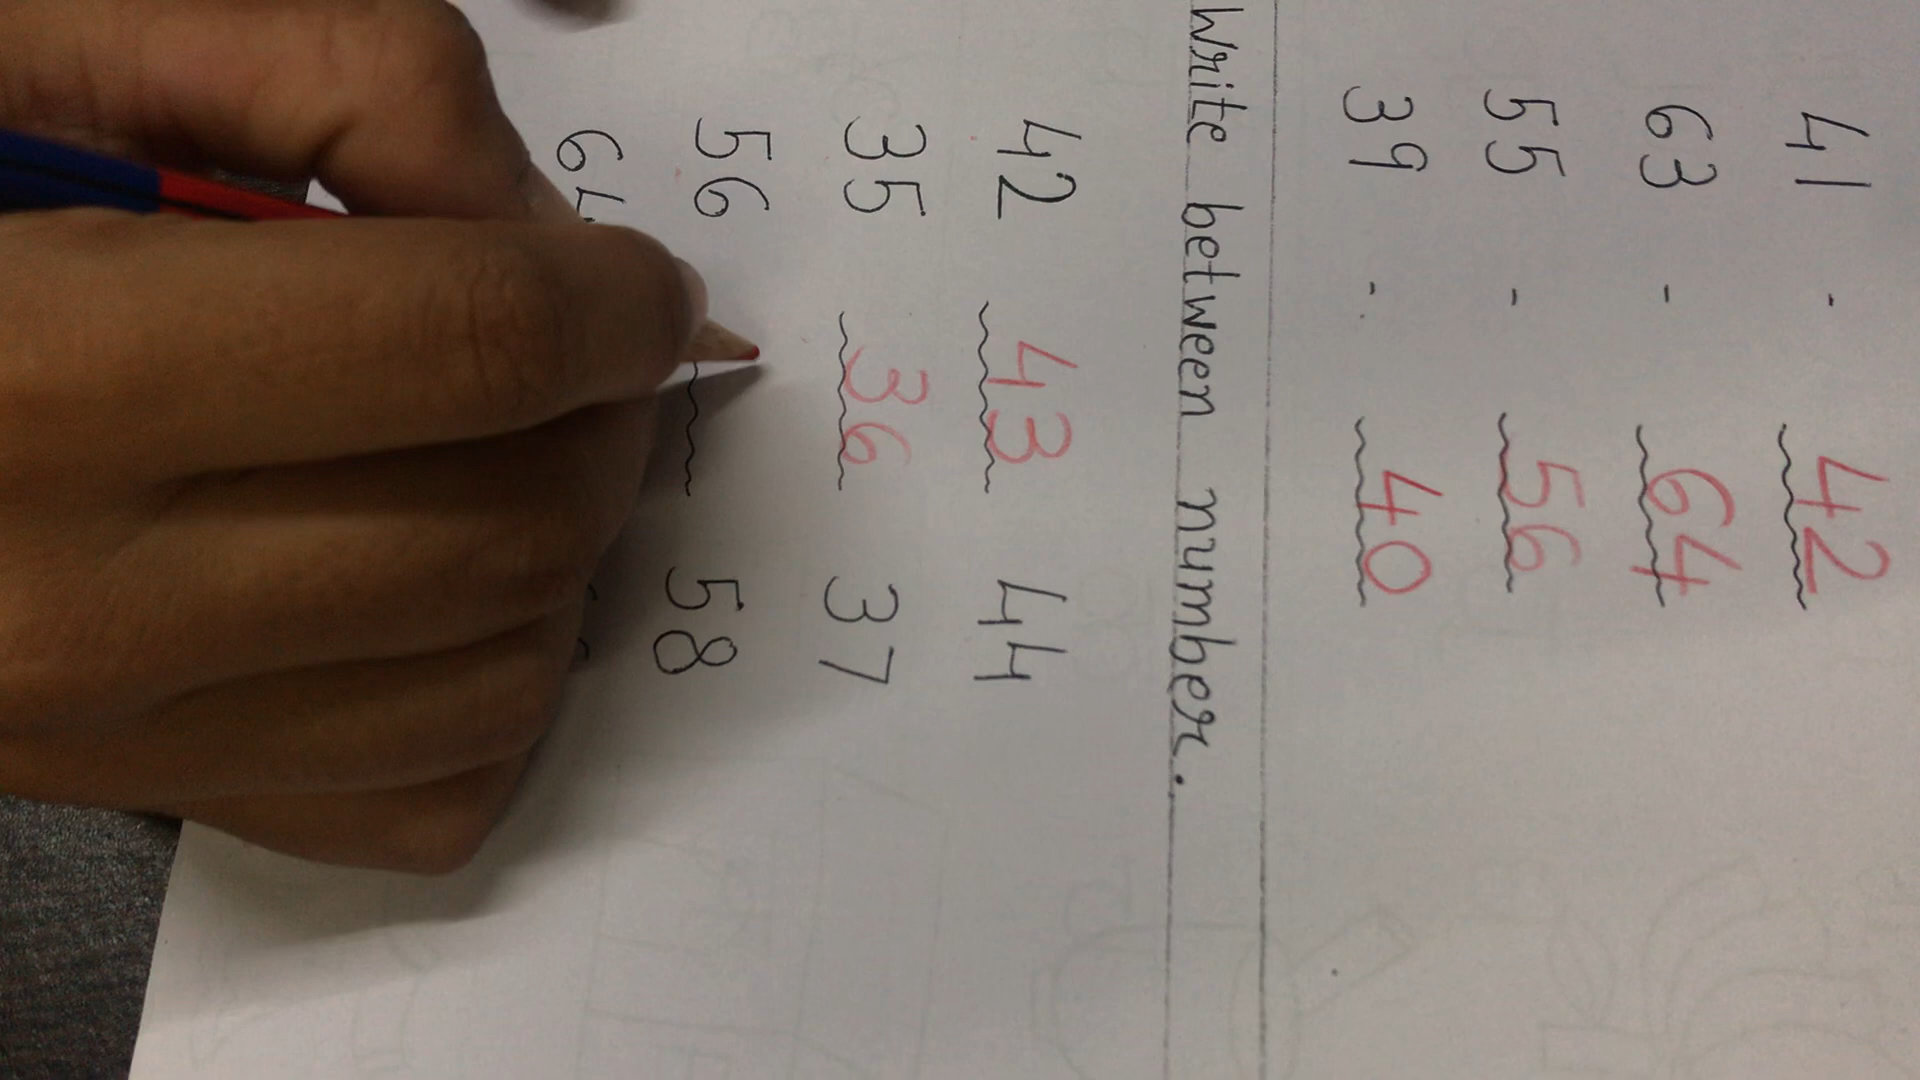 41 - 42
63 - 64
55 - 56
39 - 40
Write between number.
42 43 44
35 36 37
56 58
64